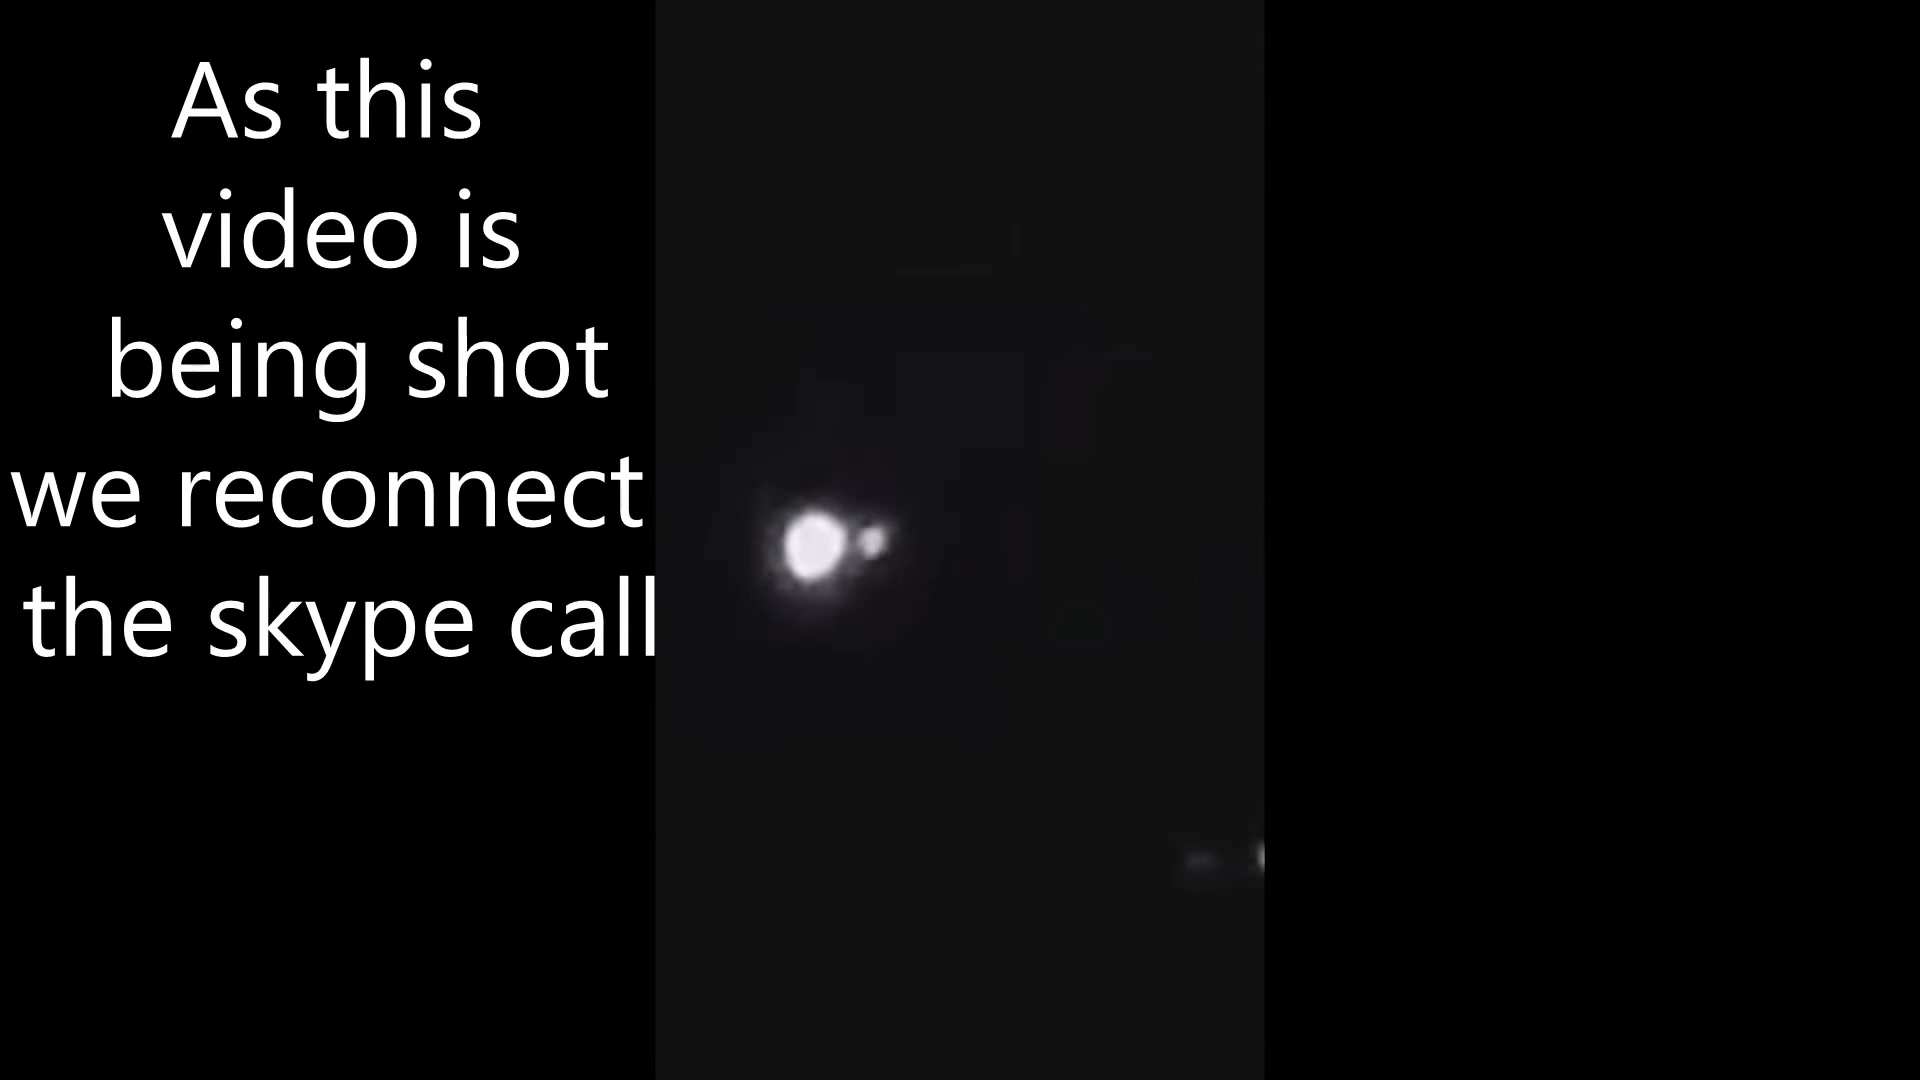 As this
video is
being shot
we reconnect
the skype call